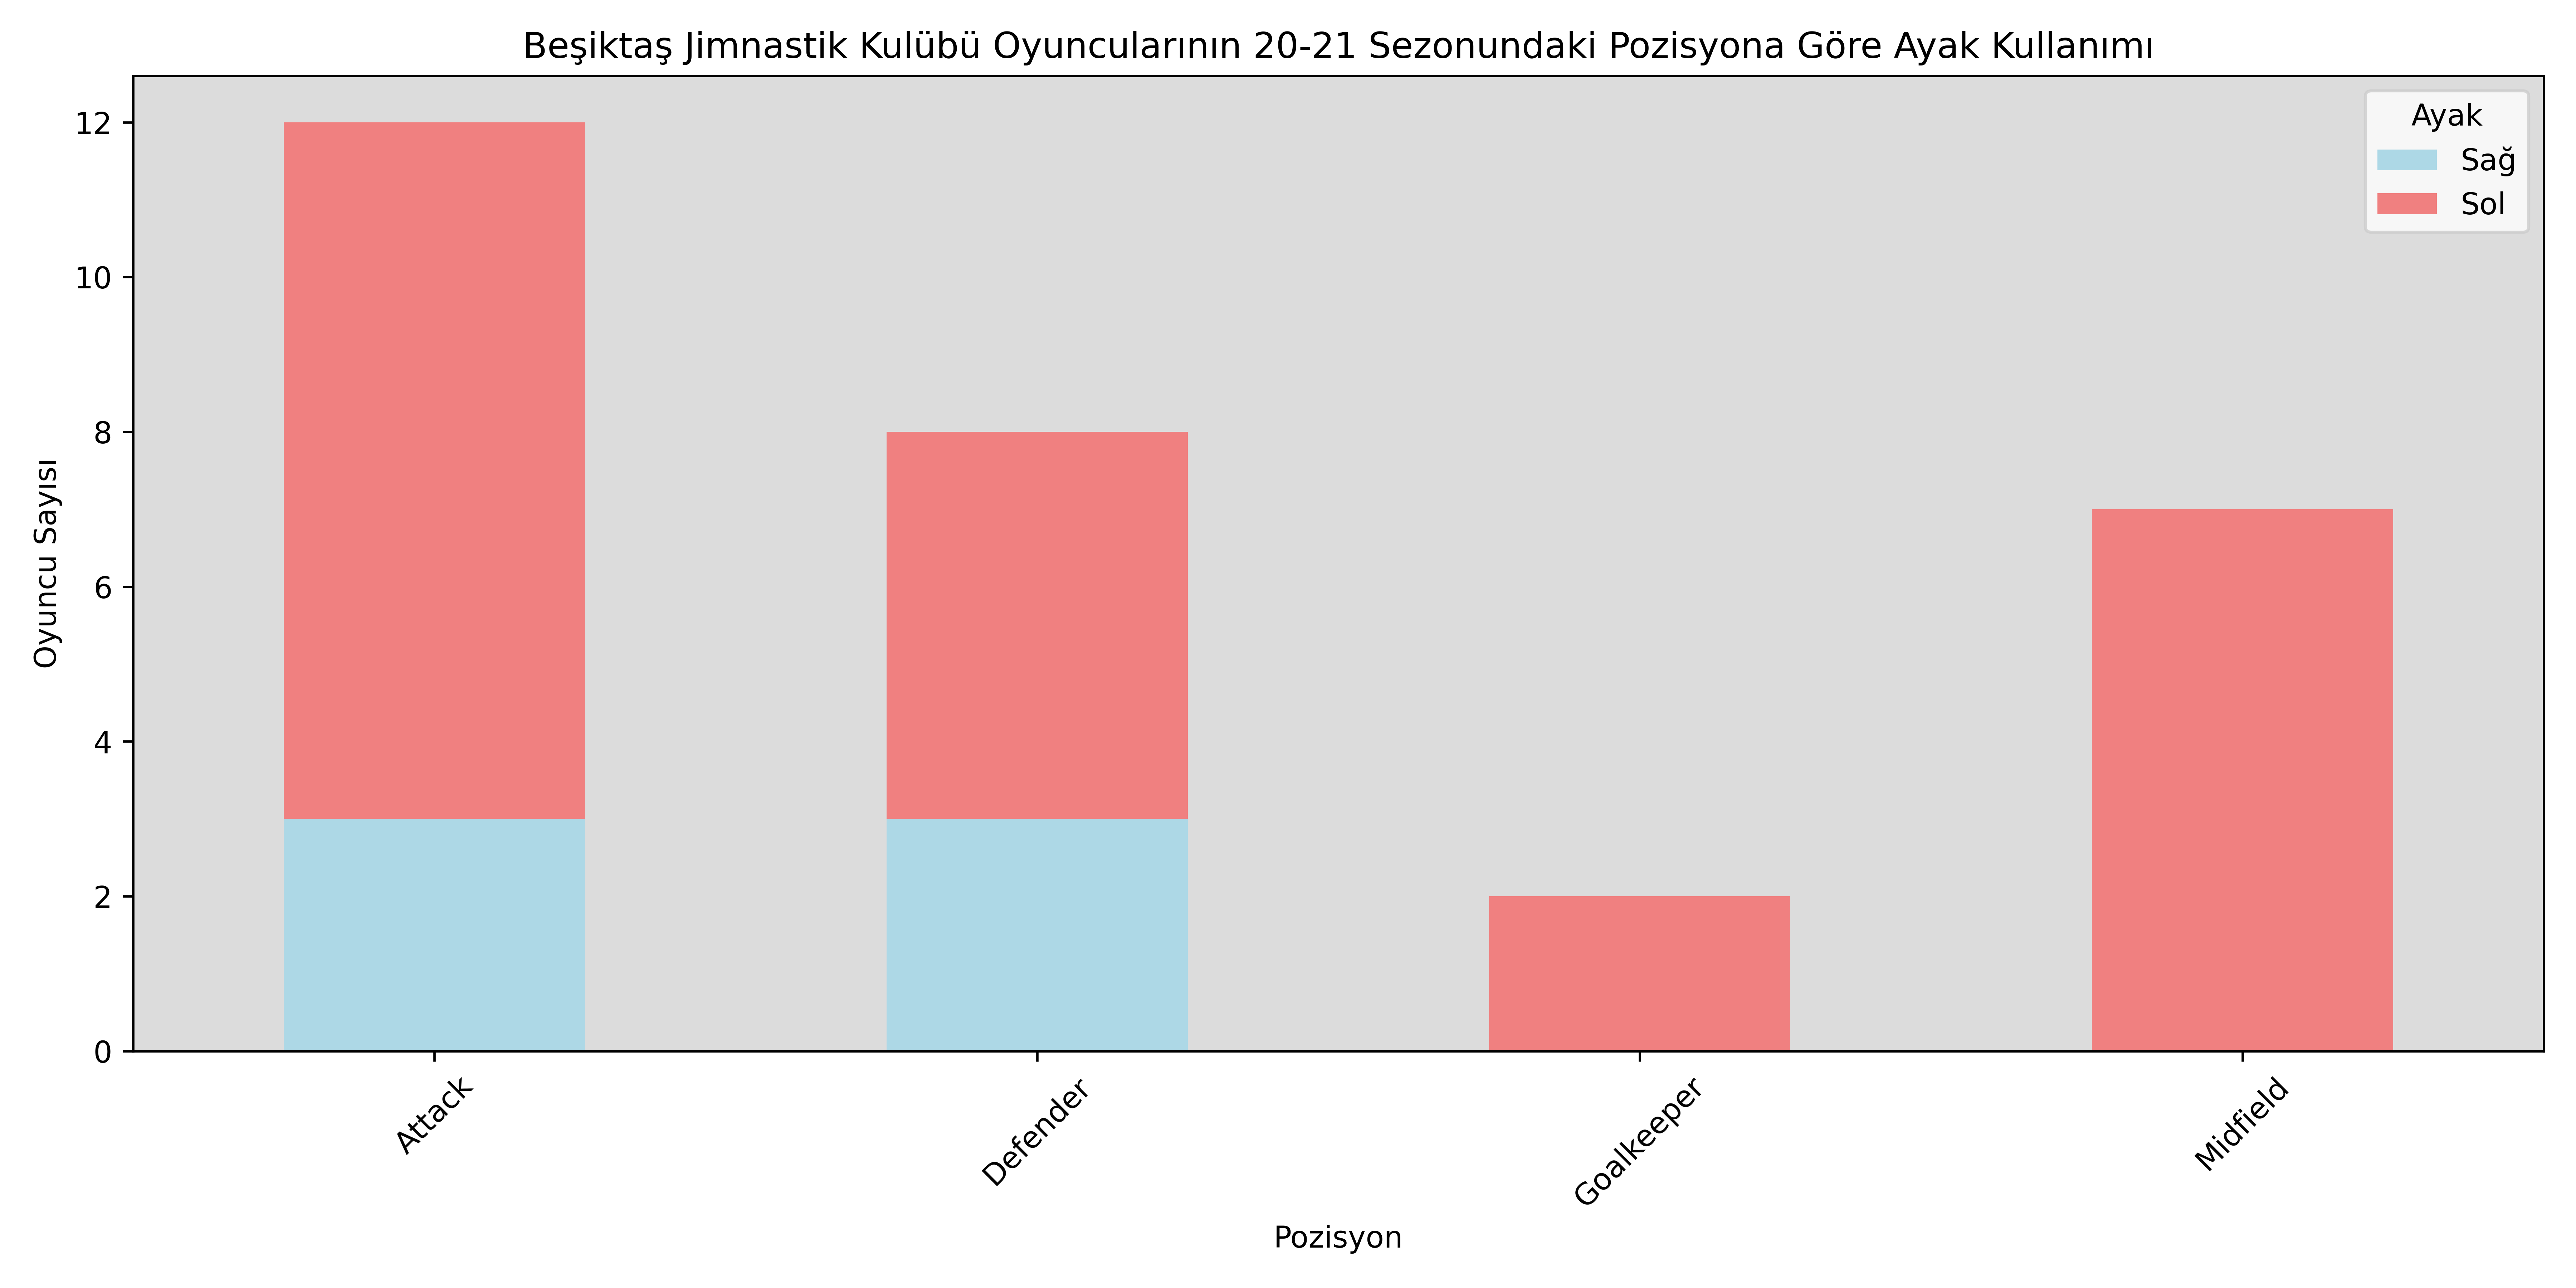 Beşiktaş Jimnastik Kulübü Oyuncularının 20-21 Sezonundaki Pozisyona Göre Ayak Kullanımı
Ayak
Sağ
Sol
12
10
8
6
4
2
0
Oyuncu Sayısı
Attack
Defender
Goalkeeper
Midfield
Pozisyon